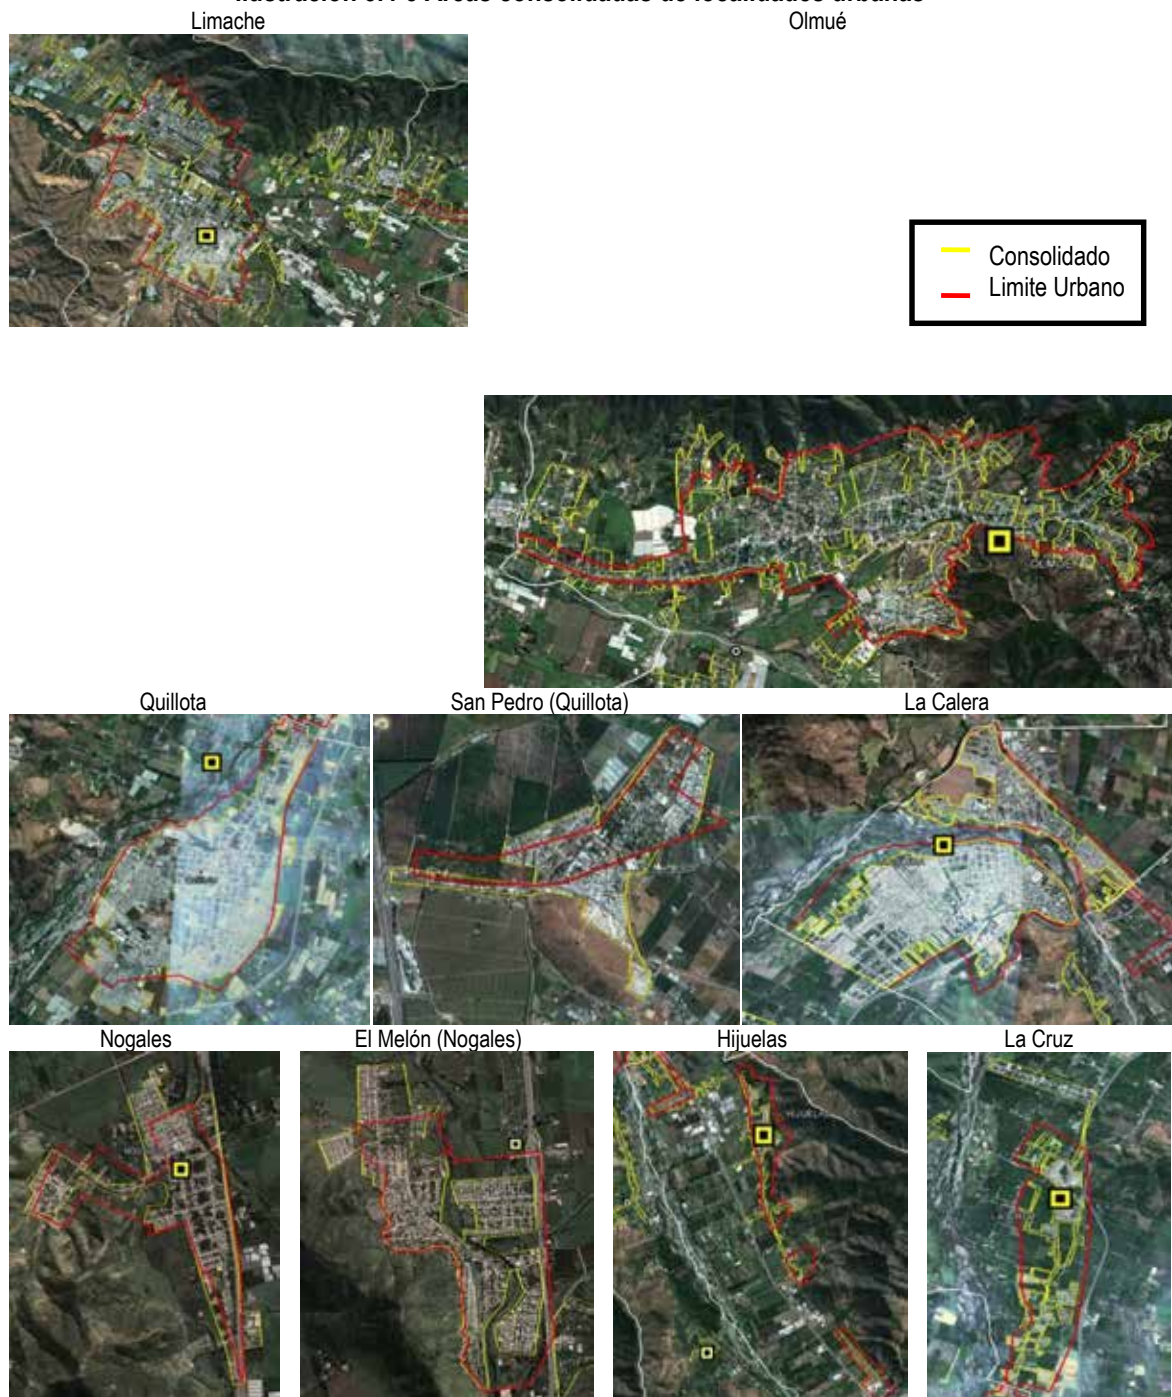 Limache
Olmué
Consolidado
Limite Urbano
Quillota
San Pedro (Quillota)
La Calera
Nogales
El Melón (Nogales)
Hijuelas
La Cruz